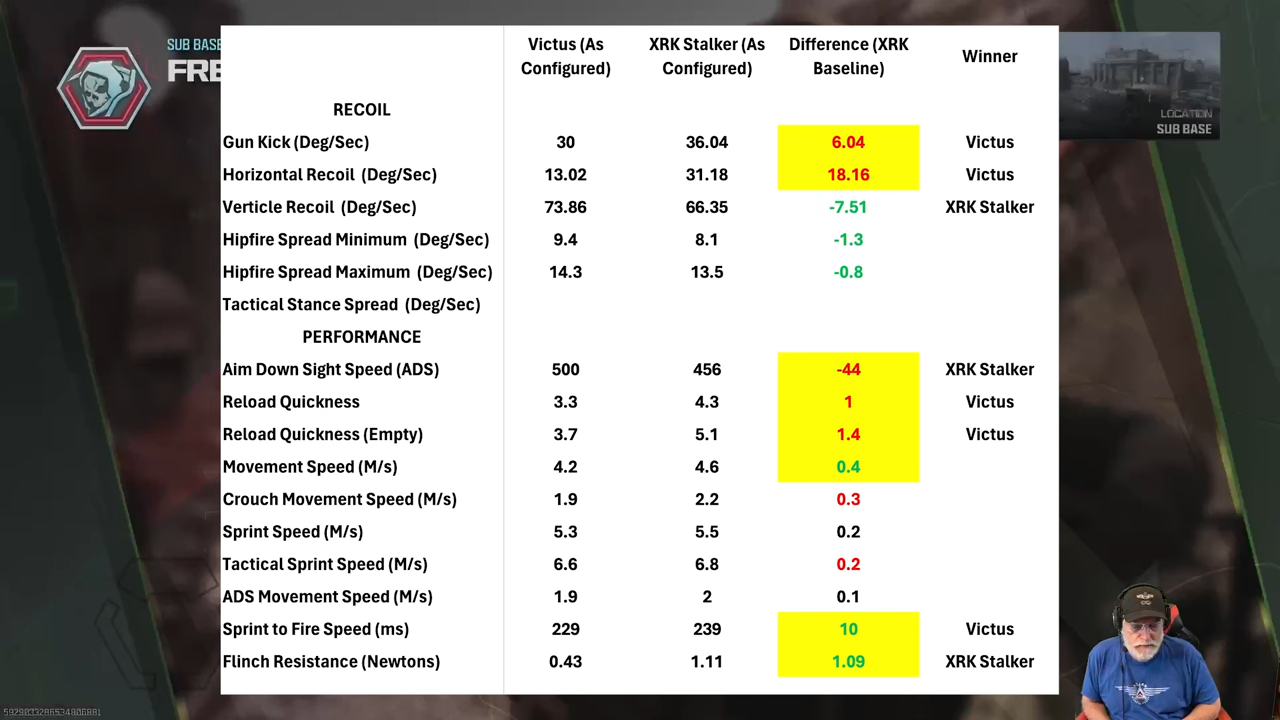 SUB BASE
FRE
Victus (As Configured) XRK Stalker (As Configured) Difference (XRK Baseline) Winner
RECOIL
Gun Kick (Deg/Sec) 30 36.04 6.04 Victus
Horizontal Recoil (Deg/Sec) 13.02 31.18 18.16 Victus
Verticle Recoil (Deg/Sec) 73.86 66.35 -7.51 XRK Stalker
Hipfire Spread Minimum (Deg/Sec) 9.4 8.1 -1.3
Hipfire Spread Maximum (Deg/Sec) 14.3 13.5 -0.8
Tactical Stance Spread (Deg/Sec)
PERFORMANCE
Aim Down Sight Speed (ADS) 500 456 -44 XRK Stalker
Reload Quickness 3.3 4.3 1 Victus
Reload Quickness (Empty) 3.7 5.1 1.4 Victus
Movement Speed (M/s) 4.2 4.6 0.4
Crouch Movement Speed (M/s) 1.9 2.2 0.3
Sprint Speed (M/s) 5.3 5.5 0.2
Tactical Sprint Speed (M/s) 6.6 6.8 0.2
ADS Movement Speed (M/s) 1.9 2 0.1
Sprint to Fire Speed (ms) 229 239 10 Victus
Flinch Resistance (Newtons) 0.43 1.11 1.09 XRK Stalker
LOCATION
SUB BASE